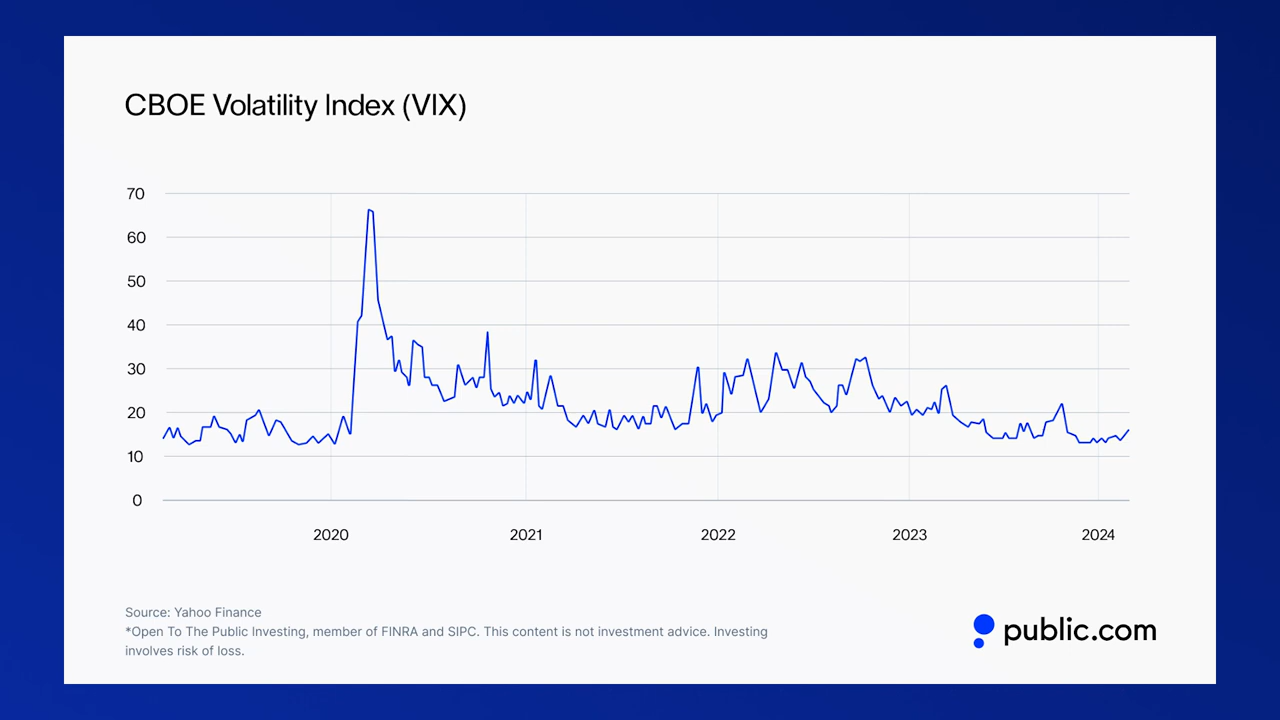 CBOE Volatility Index (VIX)
70
60
50
40
30
20
10
0
2020 2021 2022 2023 2024
Source: Yahoo Finance
*Open To The Public Investing, member of FINRA and SIPC. This content is not investment advice. Investing
involves risk of loss.
public.com